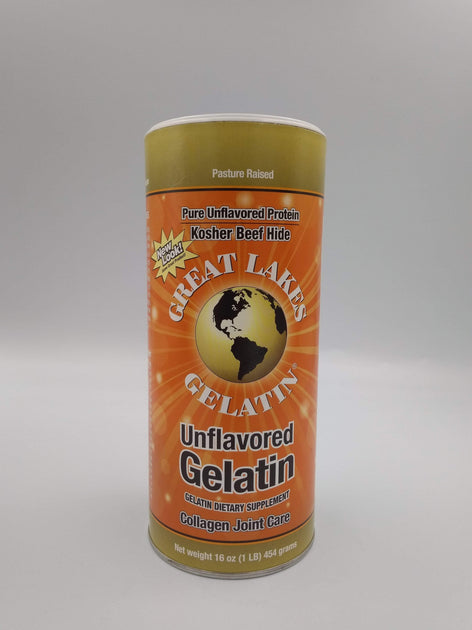 Pasture Raised
Pure Unflavored Protein
Kosher Beef Hide
New
Look!
GREAT LAKES
GELATIN®
Unflavored
Gelatin
GELATIN DIETARY SUPPLEMENT
Collagen Joint Care
Net weight 16 oz (1 LB) 454 grams